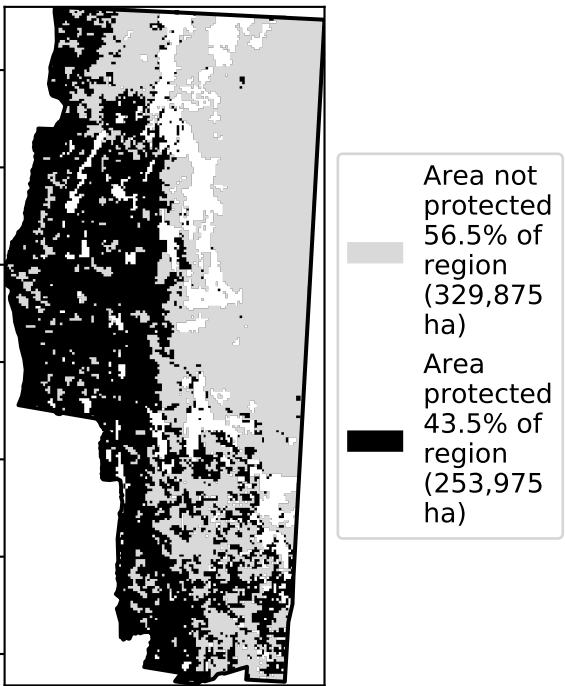 Area not
protected
56.5% of
region
(329,875
ha)
Area
protected
43.5% of
region
(253,975
ha)